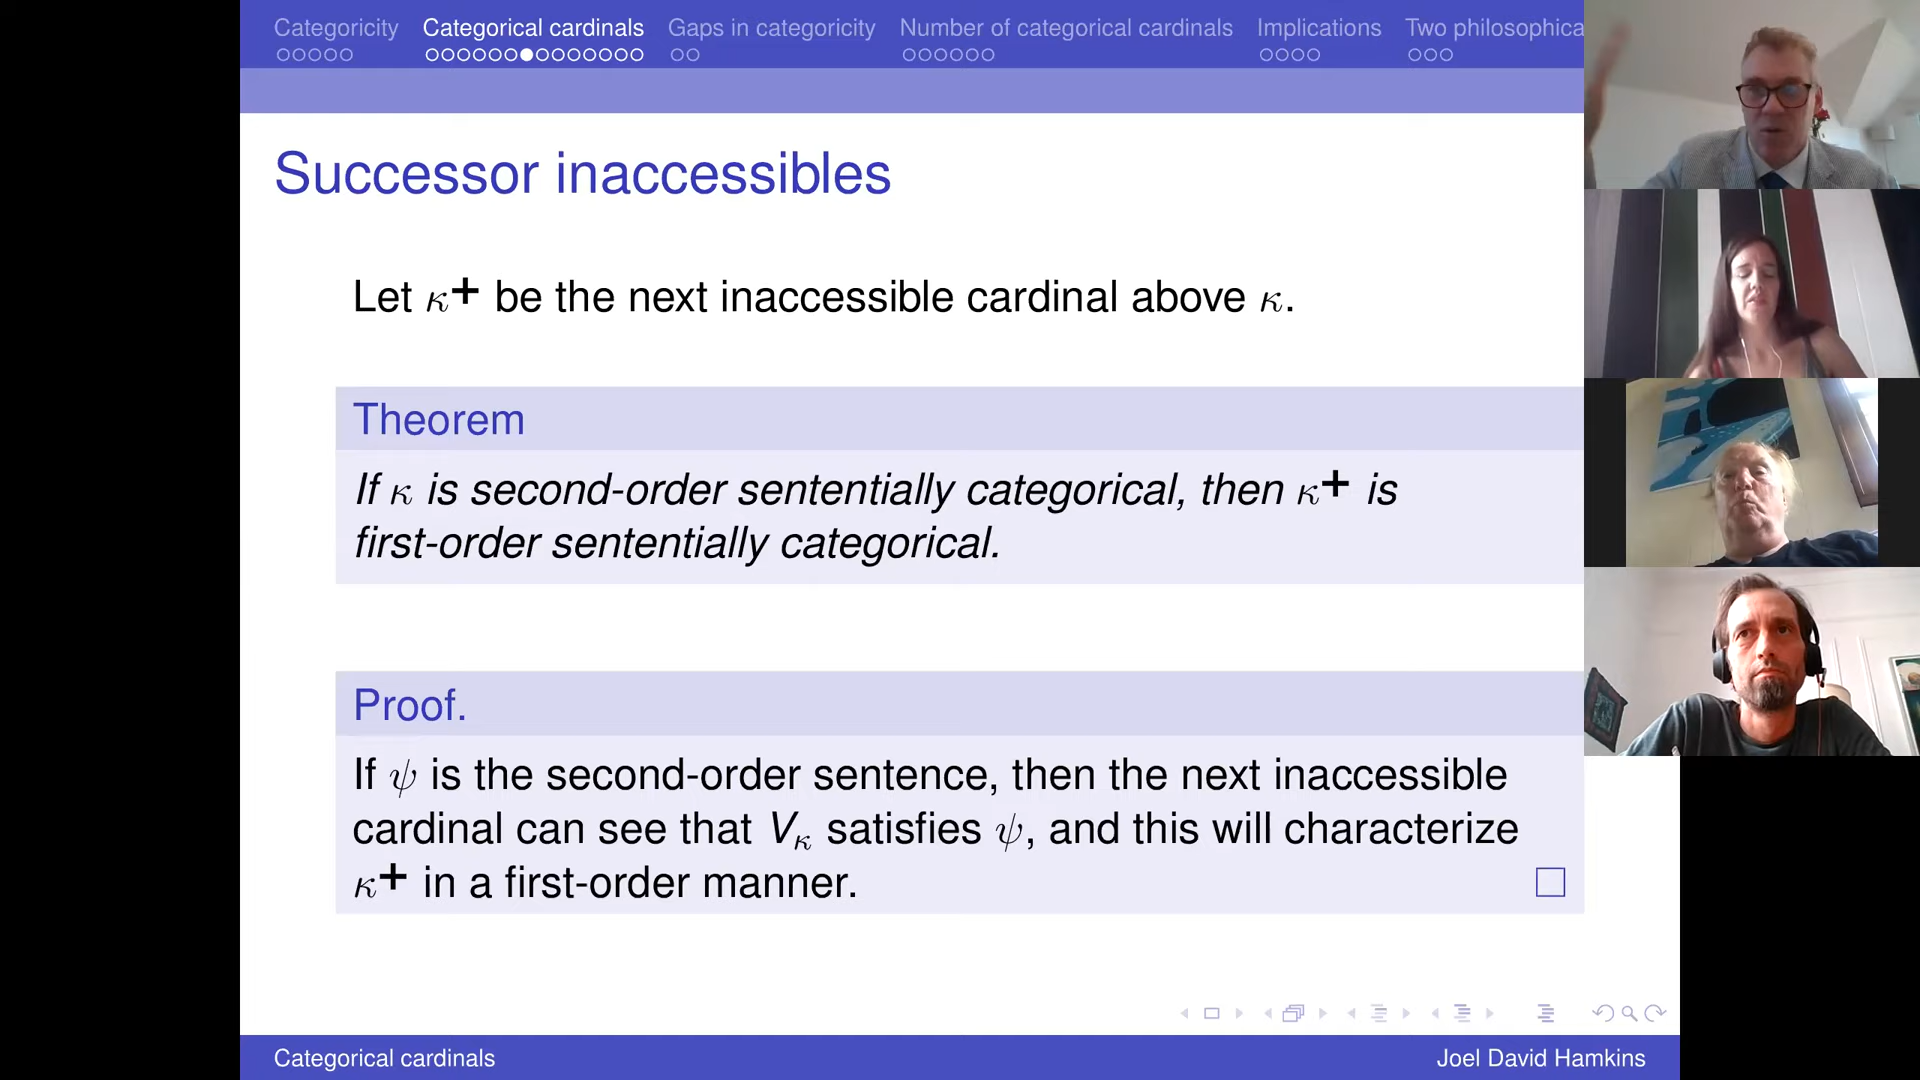 Categoricity Categorical cardinals Gaps in categoricity Number of categorical cardinals Implications Two philosophica
Successor inaccessibles
Let κ+ be the next inaccessible cardinal above κ.
Theorem
If κ is second-order sententially categorical, then κ+ is
first-order sententially categorical.
Proof.
If ψ is the second-order sentence, then the next inaccessible
cardinal can see that Vκ satisfies ψ, and this will characterize
κ+ in a first-order manner. □
Categorical cardinals Joel David Hamkins